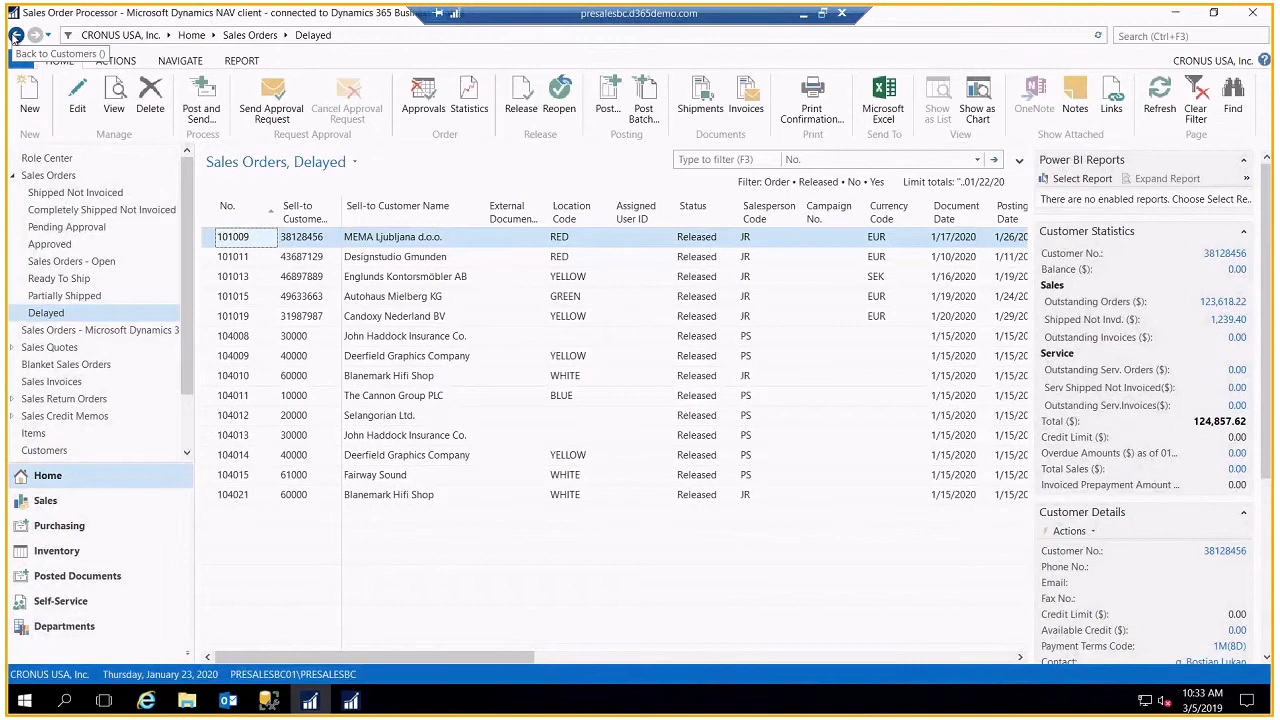 Sales Order Processor - Microsoft Dynamics NAV client - connected to Dynamics 365 Busi
presalesbc.d365demo.com
CRONUS USA, Inc. Home Sales Orders Delayed
Search (Ctrl+F3)
Back to Customers ()
HOME ACTIONS NAVIGATE REPORT
CRONUS USA, Inc.
New Edit View Delete Post and Send... Send Approval Request Cancel Approval Request Approvals Statistics Release Reopen Post... Post Batch... Shipments Invoices Print Confirmation... Microsoft Excel Show as List Show as Chart OneNote Notes Links Refresh Clear Filter Find
New Manage Process Request Approval Order Release Posting Documents Print Send To View Show Attached Page
Role Center
Sales Orders
Shipped Not Invoiced
Completely Shipped Not Invoiced
Pending Approval
Approved
Sales Orders - Open
Ready To Ship
Partially Shipped
Delayed
Sales Orders - Microsoft Dynamics 3
Sales Quotes
Blanket Sales Orders
Sales Invoices
Sales Return Orders
Sales Credit Memos
Items
Customers
Home
Sales
Purchasing
Inventory
Posted Documents
Self-Service
Departments
Sales Orders, Delayed
Type to filter (F3) No.
Filter: Order • Released • No • Yes Limit totals: ''..01/22/20
No. Sell-to Custome... Sell-to Customer Name External Documen... Location Code Assigned User ID Status Salesperson Code Campaign No. Currency Code Document Date Posting Date
101009 38128456 MEMA Ljubljana d.o.o. RED Released JR EUR 1/17/2020 1/26/20
101011 43687129 Designstudio Gmunden RED Released JR EUR 1/10/2020 1/11/20
101013 46897889 Englunds Kontorsmöbler AB YELLOW Released JR SEK 1/16/2020 1/22/20
101015 49633663 Autohaus Mielberg KG GREEN Released JR EUR 1/19/2020 1/24/20
101019 31987987 Candoxy Nederland BV YELLOW Released JR EUR 1/20/2020 1/29/20
104008 30000 John Haddock Insurance Co. Released PS 1/15/2020 1/15/20
104009 40000 Deerfield Graphics Company YELLOW Released PS 1/15/2020 1/15/20
104010 60000 Blanemark Hifi Shop WHITE Released PS 1/15/2020 1/15/20
104011 10000 The Cannon Group PLC BLUE Released PS 1/15/2020 1/15/20
104012 20000 Selangorian Ltd. Released PS 1/15/2020 1/15/20
104013 30000 John Haddock Insurance Co. Released PS 1/15/2020 1/15/20
104014 40000 Deerfield Graphics Company YELLOW Released PS 1/15/2020 1/15/20
104015 61000 Fairway Sound WHITE Released PS 1/15/2020 1/15/20
104021 60000 Blanemark Hifi Shop WHITE Released JR 1/15/2020 1/15/20
Power BI Reports
Select Report Expand Report »
There are no enabled reports. Choose Select Re..
Customer Statistics
Customer No.: 38128456
Balance ($): 0.00
Sales
Outstanding Orders ($): 123,618.22
Shipped Not Invd. ($): 1,239.40
Outstanding Invoices ($): 0.00
Service
Outstanding Serv. Orders ($): 0.00
Serv Shipped Not Invoiced($): 0.00
Outstanding Serv.Invoices($): 0.00
Total ($): 124,857.62
Credit Limit ($): 0.00
Overdue Amounts ($) as of 01... 0.00
Total Sales ($): 0.00
Invoiced Prepayment Amount ... 0.00
Customer Details
Actions
Customer No.: 38128456
Phone No.:
Email:
Fax No.:
Credit Limit ($): 0.00
Available Credit ($): 0.00
Payment Terms Code: 1M(8D)
Contact: g. Bostjan Lukan
CRONUS USA, Inc. Thursday, January 23, 2020 PRESALESBC01\PRESALESBC
10:33 AM
3/5/2019